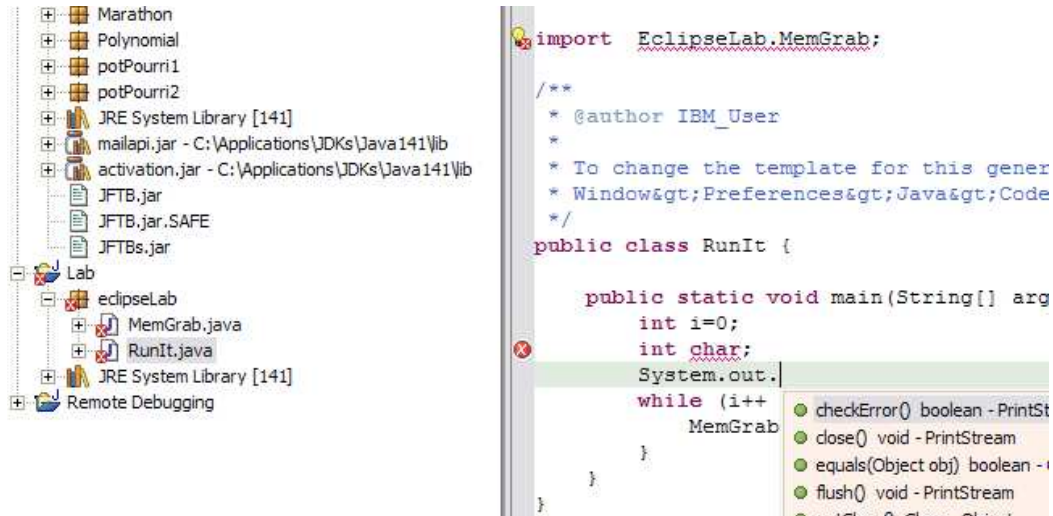 Marathon
Polynomial
potPourri1
potPourri2
JRE System Library [141]
mailapi.jar - C:\Applications\JDKs\Java141\lib
activation.jar - C:\Applications\JDKs\Java141\lib
JFTB.jar
JFTB.jar.SAFE
JFTBs.jar
Lab
eclipseLab
MemGrab.java
RunIt.java
JRE System Library [141]
Remote Debugging
import EclipseLab.MemGrab;
/**
* @author IBM_User
*
* To change the template for this gener
* Window&gt;Preferences&gt;Java&gt;Code
*/
public class RunIt {
public static void main(String[] arg
int i=0;
int char;
System.out.
while (i++
MemGrab
}
}
}
checkError() boolean - PrintSt
close() void - PrintStream
equals(Object obj) boolean -
flush() void - PrintStream